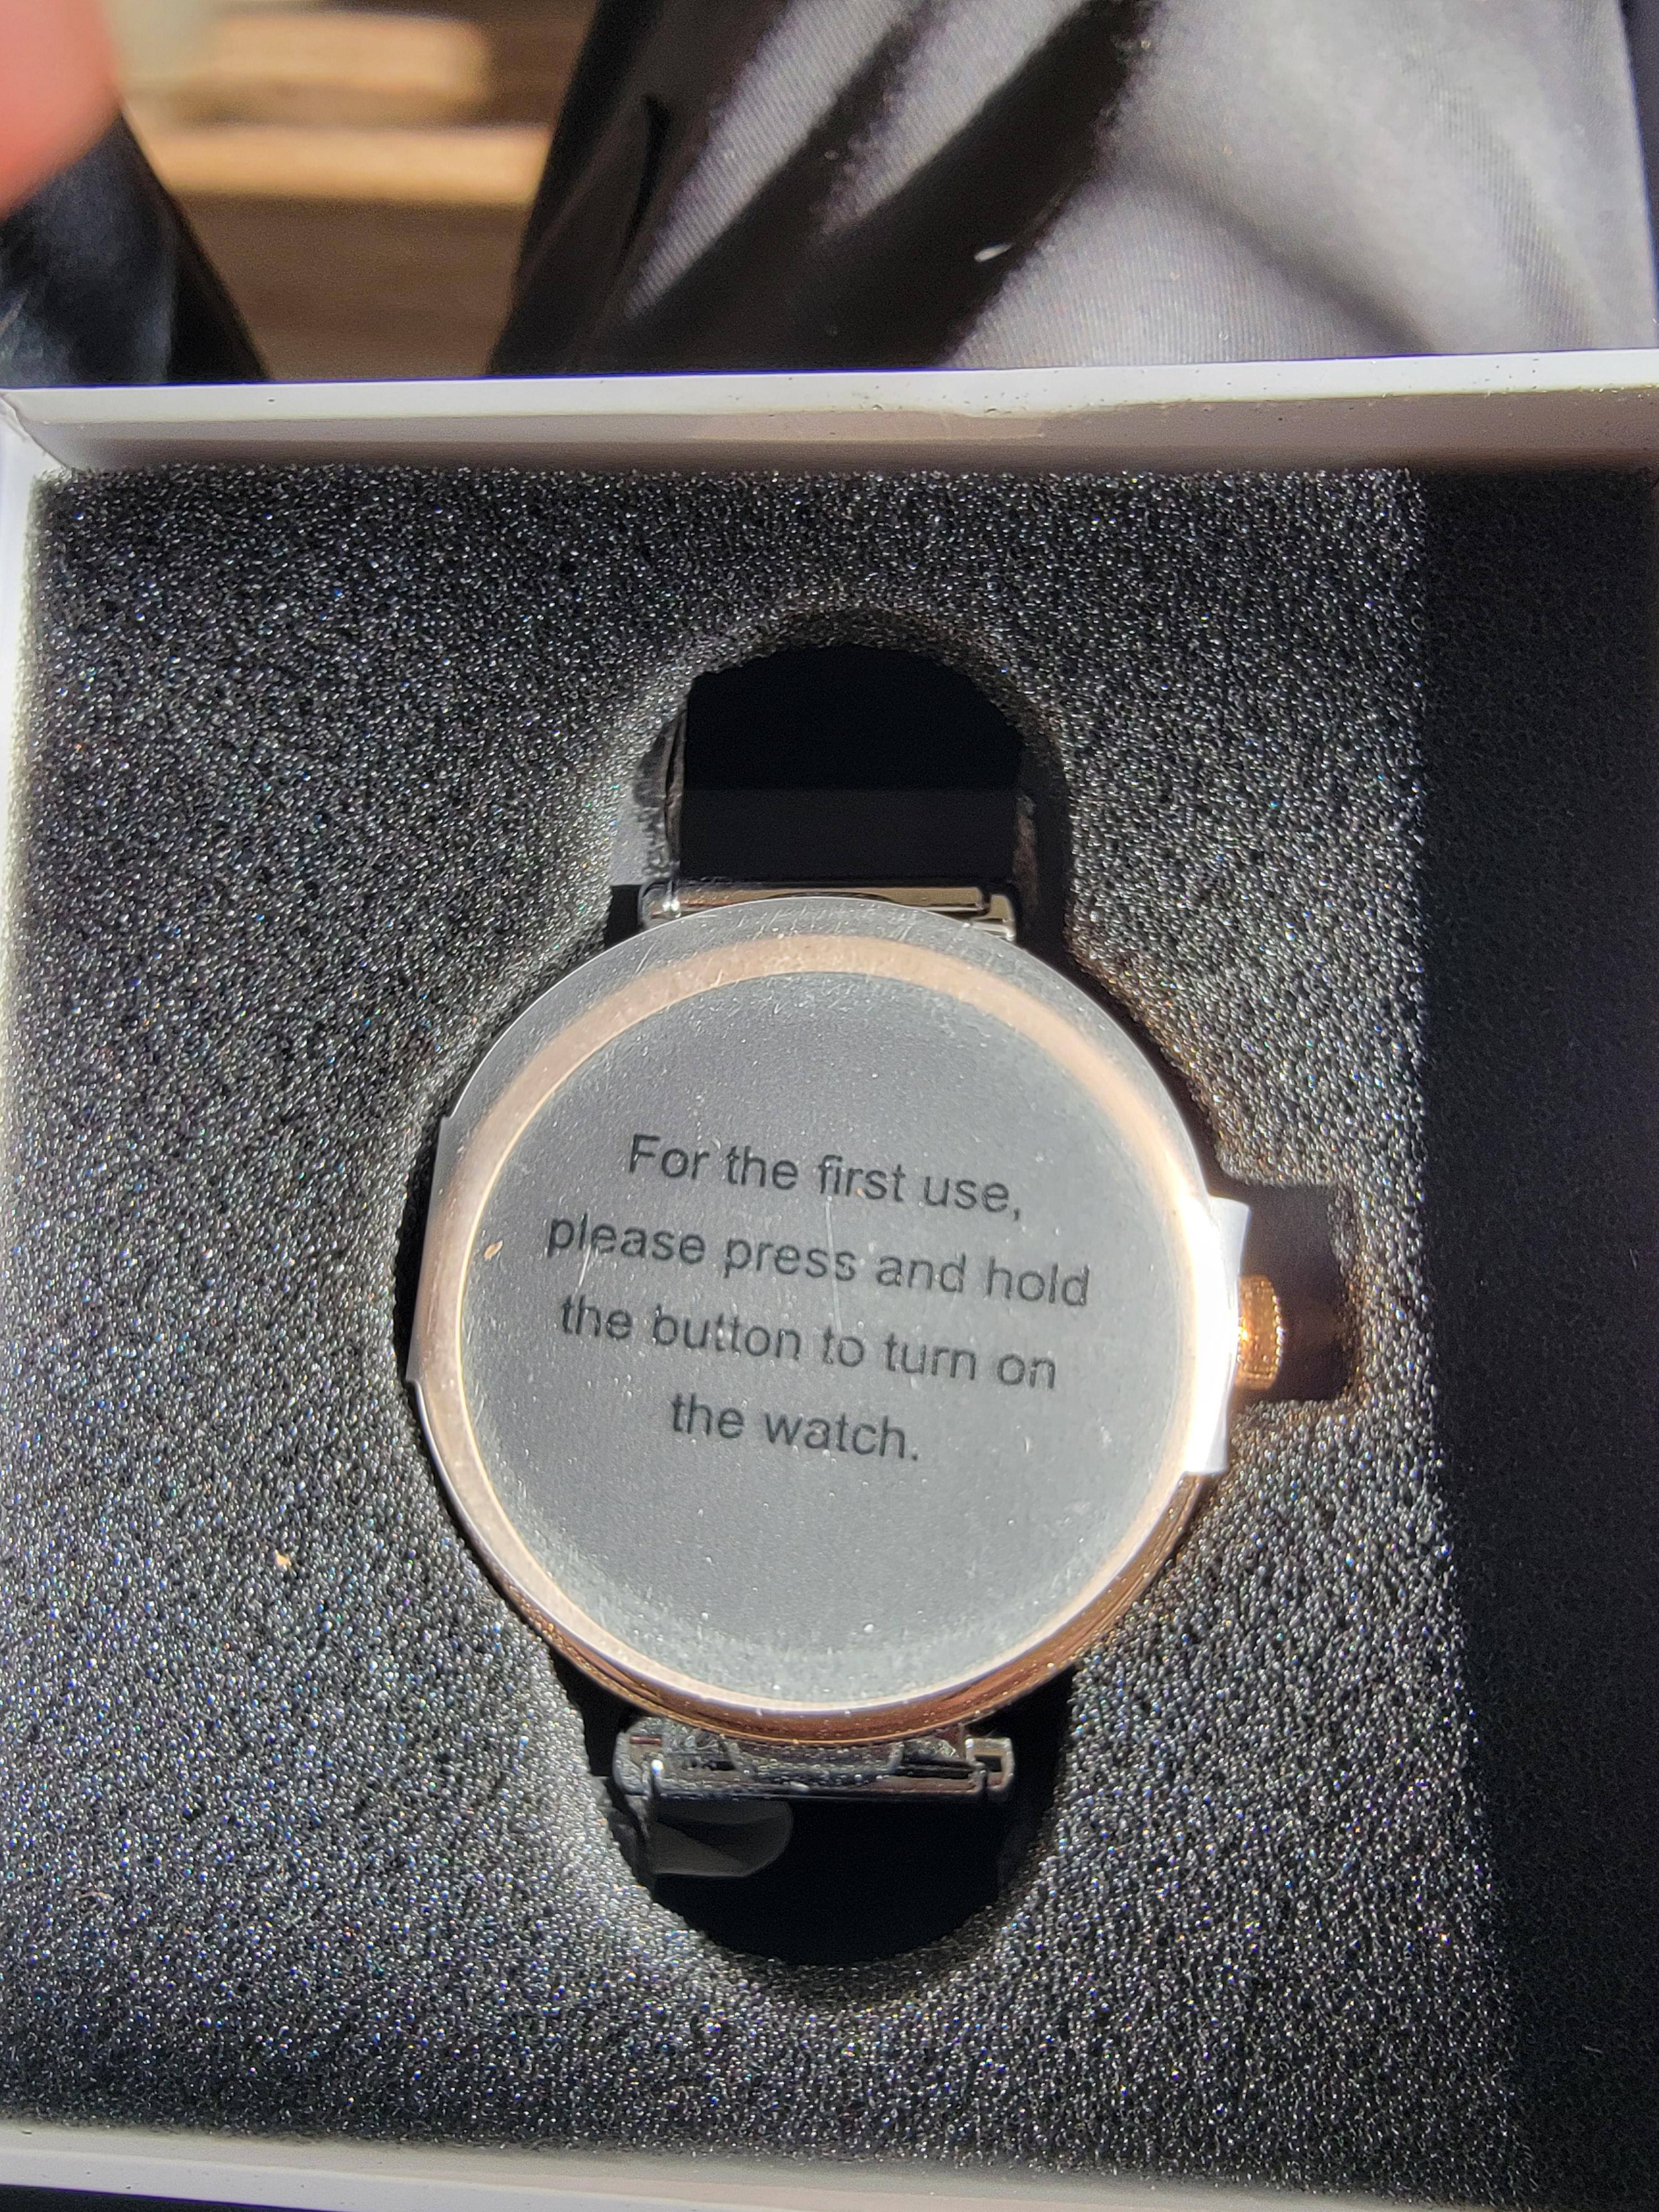 For the first use,
please press and hold
the button to turn on
the watch.